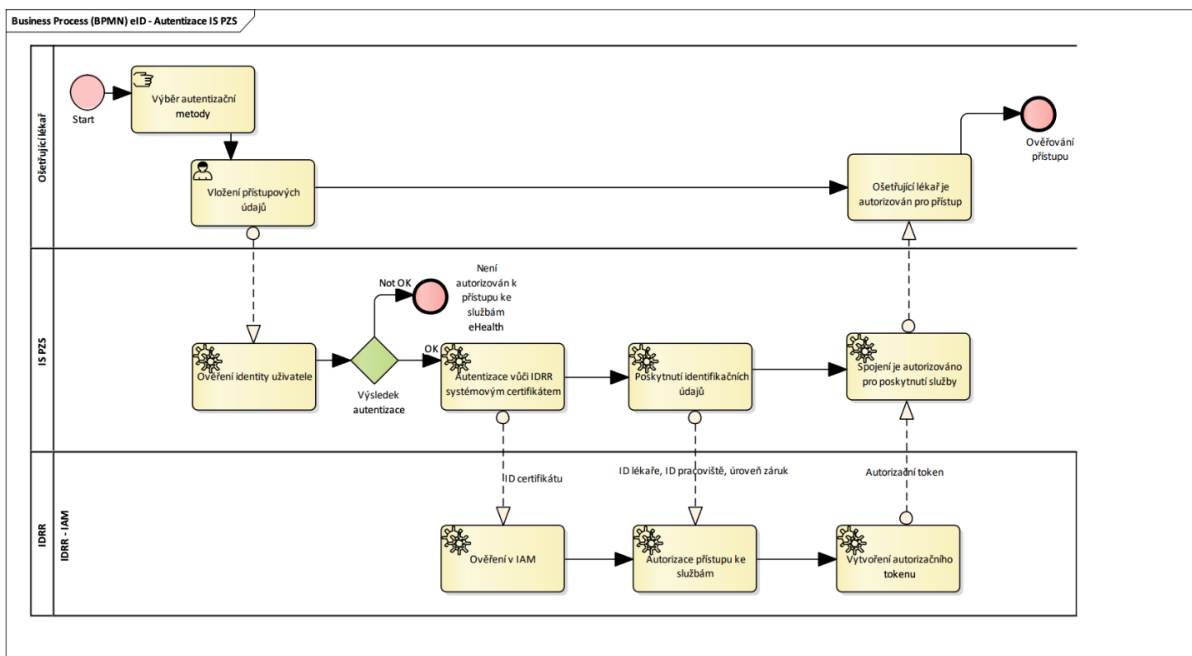 Business Process (BPMN) eID - Autentizace IS PZS
Ošetřující lékař
Start
Výběr autentizační
metody
Vložení přístupových
údajů
Ošetřující lékař je
autorizován pro přístup
Ověřování
přístupu
IS PZS
Ověření identity uživatele
Výsledek
autentizace
Not OK
Není
autorizován k
přístupu ke
službám
eHealth
OK
Autentizace vůči IDRR
systémovým certifikátem
Poskytnutí identifikačních
údajů
Spojení je autorizováno
pro poskytnutí služby
IDRR
IDRR - IAM
ID certifikátu
ID lékaře, ID pracoviště, úroveň záruk
Autorizační token
Ověření v IAM
Autorizace přístupu ke
službám
Vytvoření autorizačního
tokenu